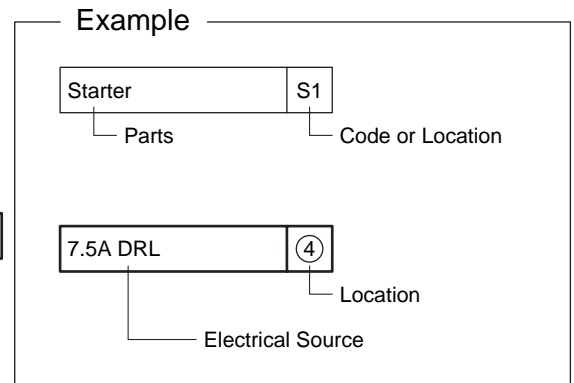 Example
Starter S1
Parts Code or Location
7.5A DRL ④
Location
Electrical Source